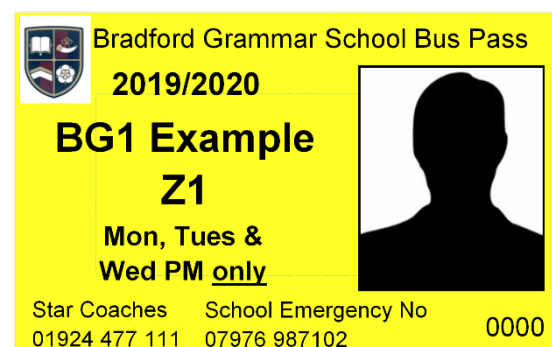 Bradford Grammar School Bus Pass
2019/2020
BG1 Example
Z1
Mon, Tues &
Wed PM only
Star Coaches School Emergency No
01924 477 111 07976 987102 0000